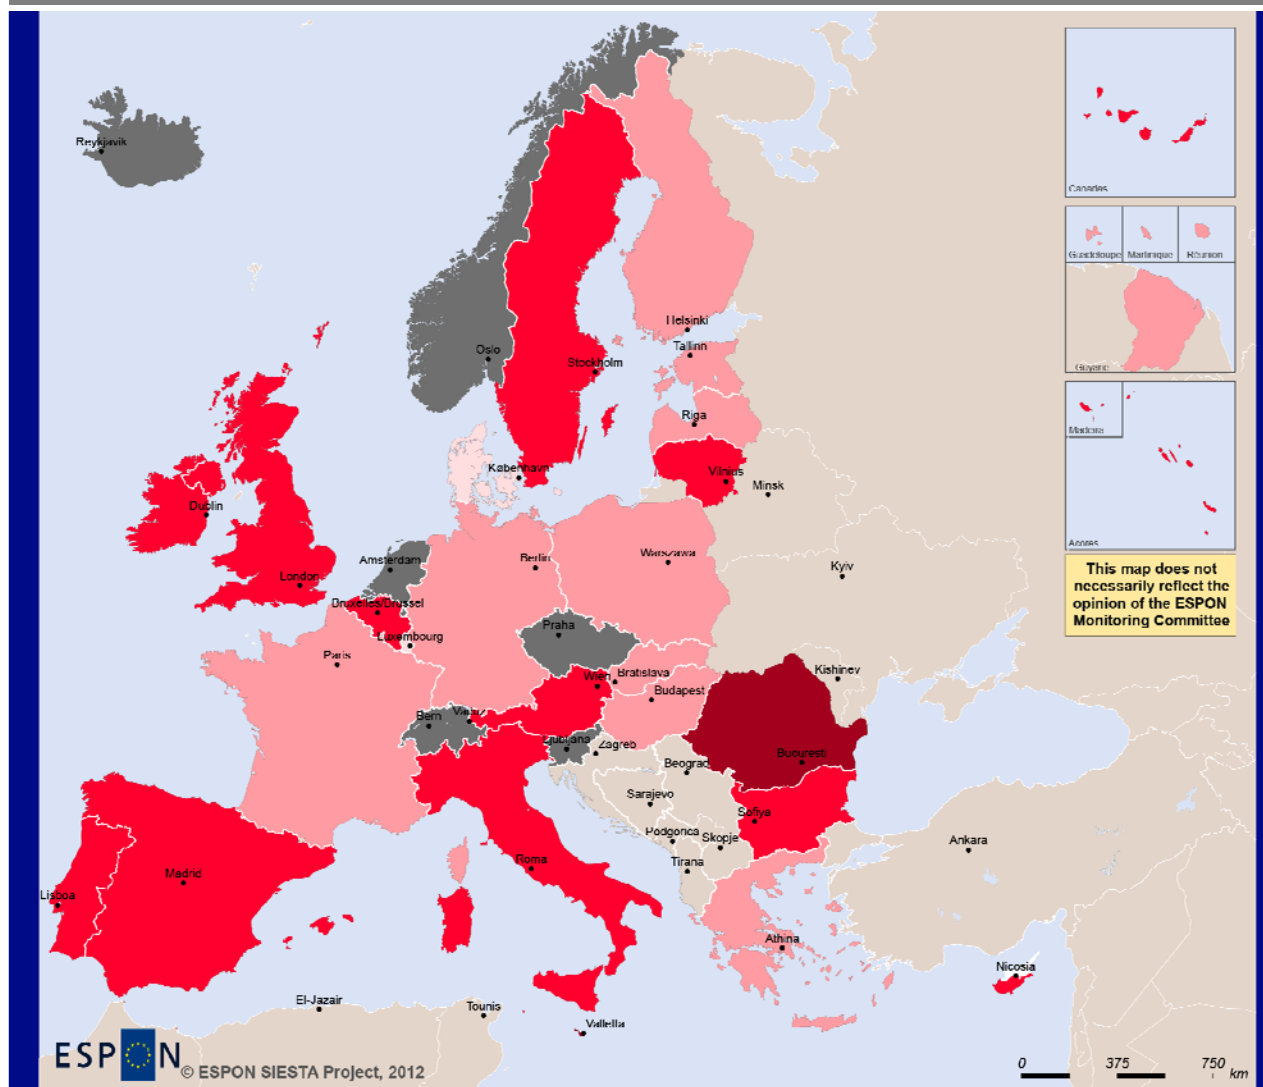 Reykjavik
Canarias
Guadeloupe
Martinique
Réunion
Helsinki
Tallinn
Oslo
Stockholm
Guyane
Riga
Madeira
København
Vilnius
Minsk
Dublin
Acores
Amsterdam
Berlin
Warszawa
Kyiv
This map does not
necessarily reflect the
opinion of the ESPON
Monitoring Committee
London
Bruxelles/Brussel
Praha
Luxembourg
Paris
Wien
Bratislava
Kishinev
Budapest
Bern
Vaduz
Ljubljana
Zagreb
Bucuresti
Beograd
Sarajevo
Sofiya
Podgorica
Skopje
Ankara
Roma
Tirana
Madrid
Lisboa
Athina
Nicosia
El-Jazair
Tounis
Valletta
ESPON
© ESPON SIESTA Project, 2012
0 375 750
km